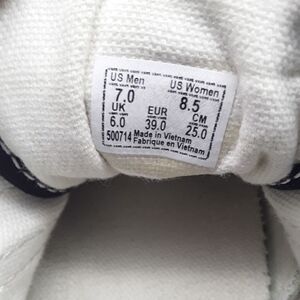 US Men US Women
7.0 8.5
UK EUR CM
6.0 39.0 25.0
500714 Made in Vietnam
Fabrique en Vietnam